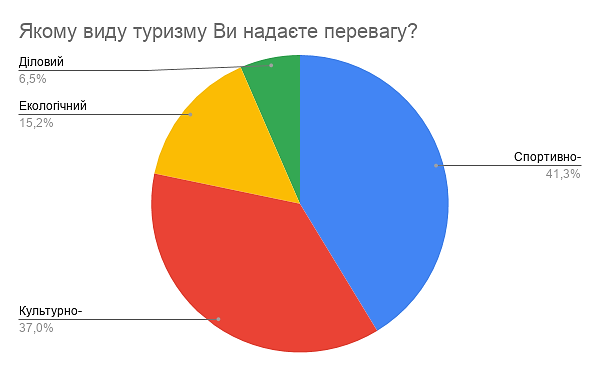 Якому виду туризму Ви надаєте перевагу?
Діловий
6,5%
Екологічний
15,2%
Спортивно-
41,3%
Культурно-
37,0%